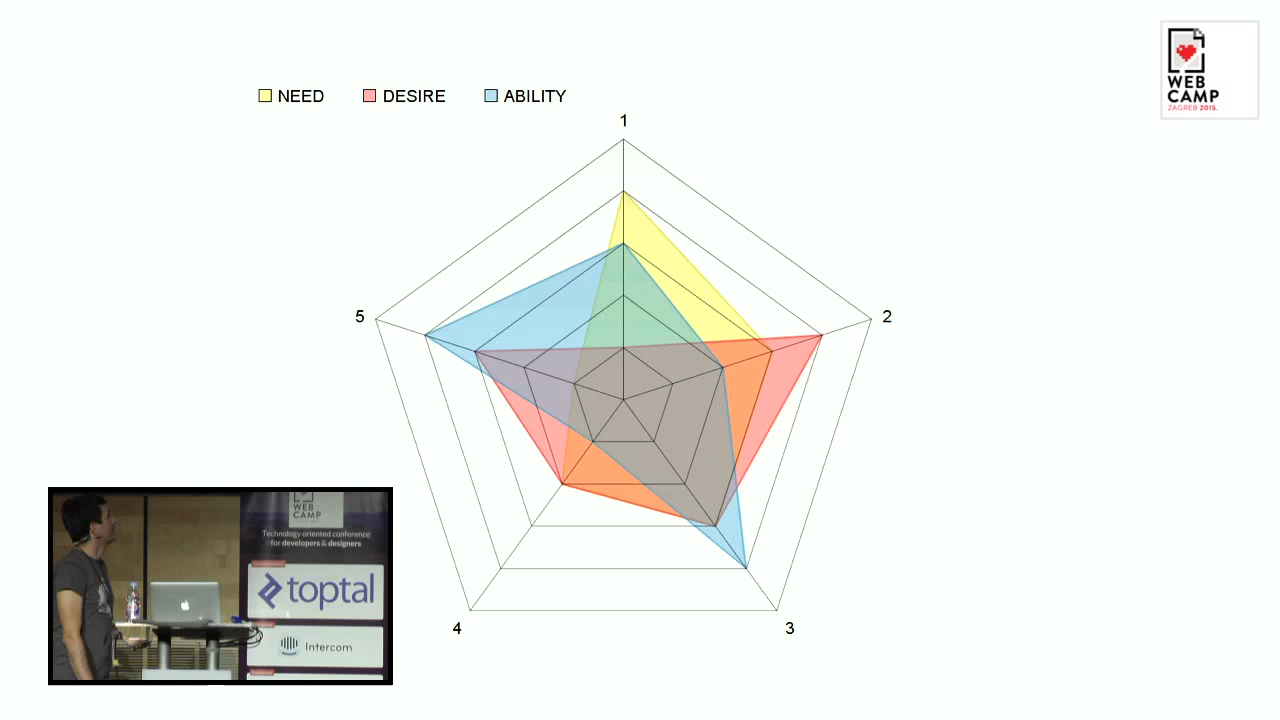 NEED DESIRE ABILITY
1
2
3
4
5
WEB
CAMP
ZAGREB 2015.
WEB
CAMP
Technology oriented conference
for developers & designers
toptal
Intercom